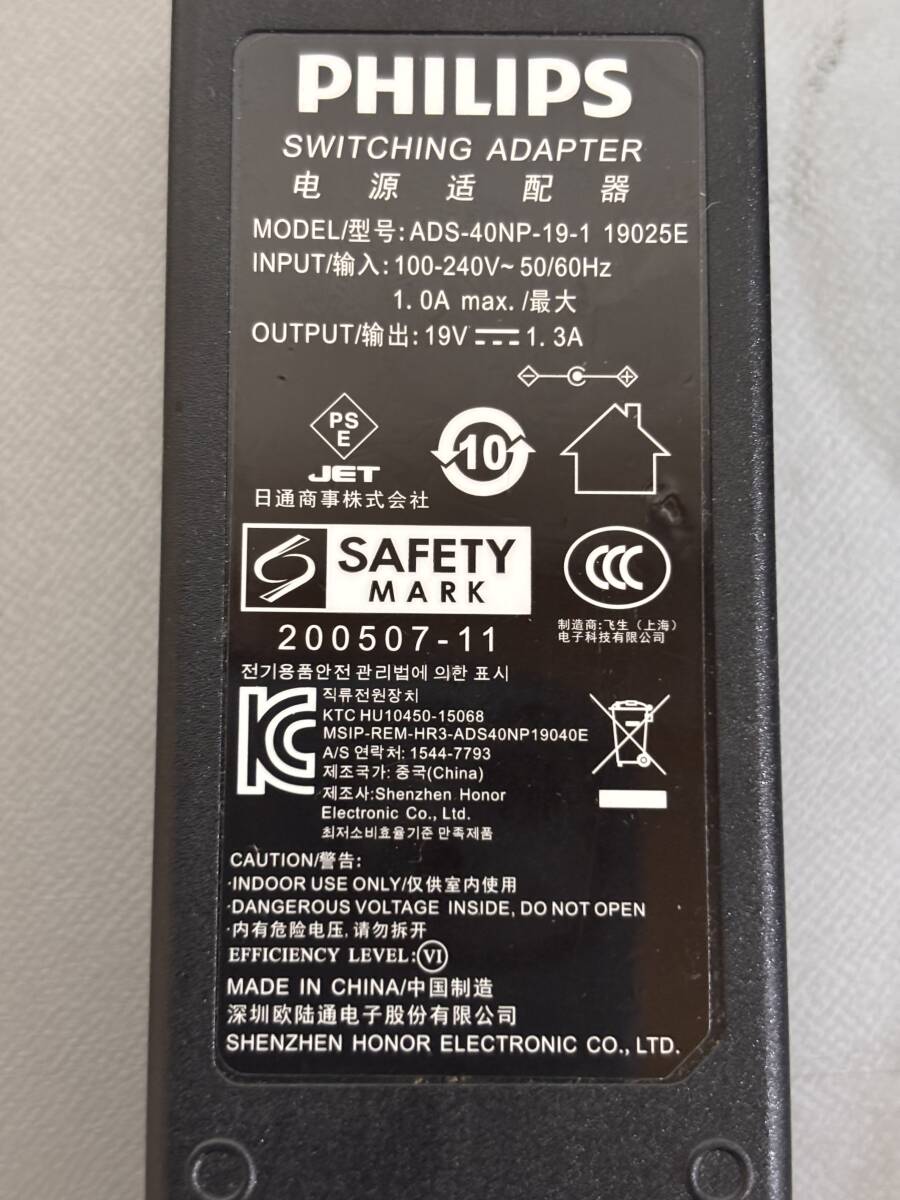 PHILIPS
SWITCHING ADAPTER
电源适配器
MODEL/型号: ADS-40NP-19-1 19025E
INPUT/输入: 100-240V~ 50/60Hz
1.0A max./最大
OUTPUT/输出: 19V 1.3A
PS
E
JET
日通商事株式会社
10
SAFETY
MARK
200507-11
CCC
制造商:飞生（上海）
电子科技有限公司
전기용품안전 관리법에 의한 표시
직류전원장치
KTC HU10450-15068
MSIP-REM-HR3-ADS40NP19040E
A/S 연락처: 1544-7793
제조국가: 중국(China)
제조사:Shenzhen Honor
Electronic Co., Ltd.
최저소비효율기준 만족제품
CAUTION/警告:
·INDOOR USE ONLY/仅供室内使用
·DANGEROUS VOLTAGE INSIDE, DO NOT OPEN
·内有危险电压, 请勿拆开
EFFICIENCY LEVEL: VI
MADE IN CHINA/中国制造
深圳欧陆通电子股份有限公司
SHENZHEN HONOR ELECTRONIC CO., LTD.